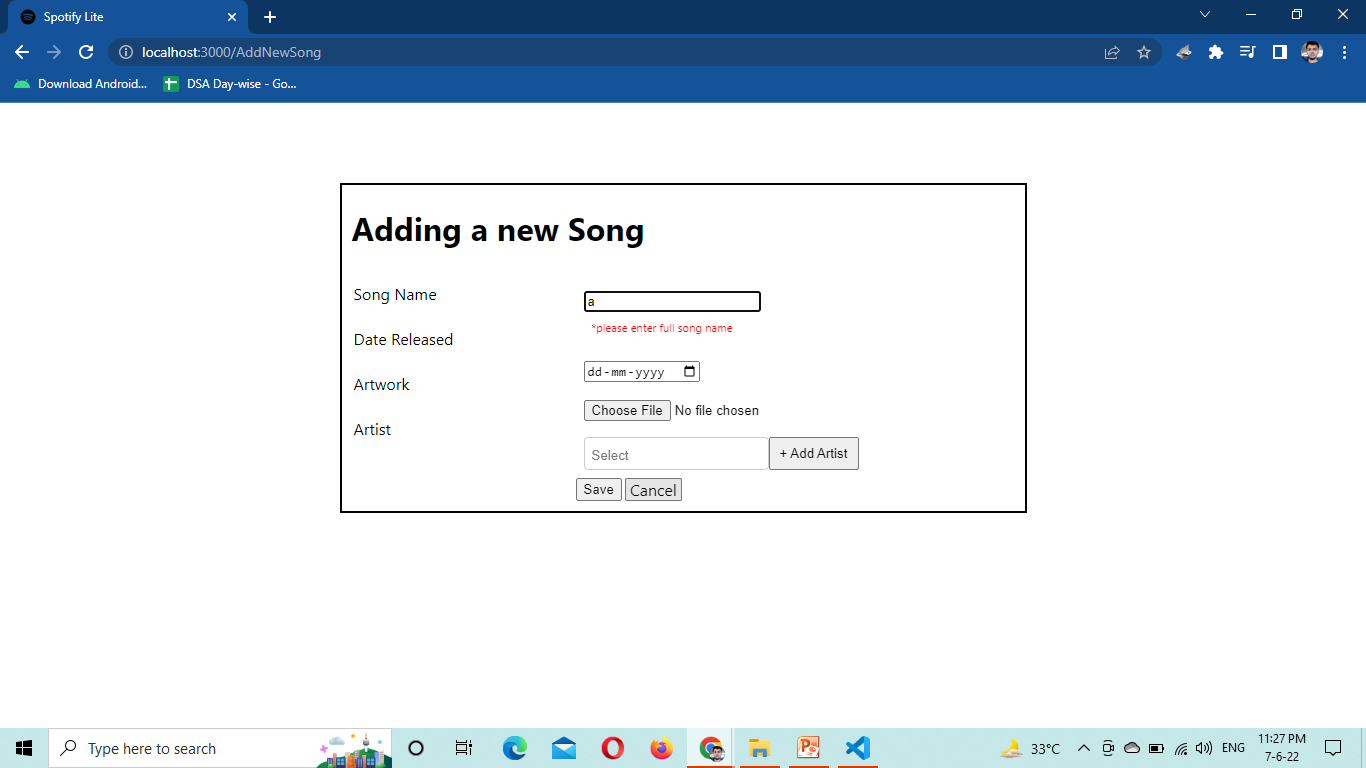 Spotify Lite
localhost:3000/AddNewSong
Download Android...
DSA Day-wise - Go...
Adding a new Song
Song Name
a
*please enter full song name
Date Released
dd-mm-yyyy
Artwork
Choose File No file chosen
Artist
Select
+ Add Artist
Save Cancel
Type here to search
33°C
ENG
11:27 PM
7-6-22